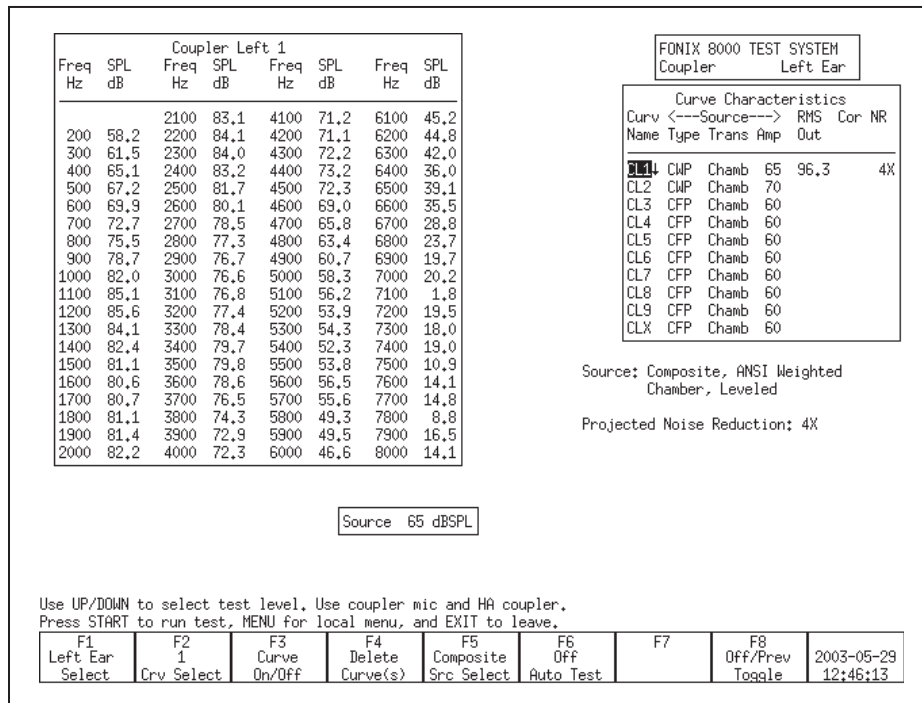 Coupler Left 1
Freq SPL Freq SPL Freq SPL Freq SPL
Hz dB Hz dB Hz dB Hz dB
2100 83.1 4100 71.2 6100 45.2
200 58.2 2200 84.1 4200 71.1 6200 44.8
300 61.5 2300 84.0 4300 72.2 6300 42.0
400 65.1 2400 83.2 4400 73.2 6400 36.0
500 67.2 2500 81.7 4500 72.3 6500 39.1
600 69.9 2600 80.1 4600 69.0 6600 35.5
700 72.7 2700 78.5 4700 65.8 6700 28.8
800 75.5 2800 77.3 4800 63.4 6800 23.7
900 78.7 2900 76.7 4900 60.7 6900 19.7
1000 82.0 3000 76.6 5000 58.3 7000 20.2
1100 85.1 3100 76.8 5100 56.2 7100 1.8
1200 85.6 3200 77.4 5200 53.9 7200 19.5
1300 84.1 3300 78.4 5300 54.3 7300 18.0
1400 82.4 3400 79.7 5400 52.3 7400 19.0
1500 81.1 3500 79.8 5500 53.8 7500 10.9
1600 80.6 3600 78.6 5600 56.5 7600 14.1
1700 80.7 3700 76.5 5700 55.6 7700 14.8
1800 81.1 3800 74.3 5800 49.3 7800 8.8
1900 81.4 3900 72.9 5900 49.5 7900 16.5
2000 82.2 4000 72.3 6000 46.6 8000 14.1
FONIX 8000 TEST SYSTEM
Coupler Left Ear
Curve Characteristics
Curv <---Source---> RMS Cor NR
Name Type Trans Amp Out
CL1↓ CWP Chamb 65 96.3 4X
CL2 CWP Chamb 70
CL3 CFP Chamb 60
CL4 CFP Chamb 60
CL5 CFP Chamb 60
CL6 CFP Chamb 60
CL7 CFP Chamb 60
CL8 CFP Chamb 60
CL9 CFP Chamb 60
CLX CFP Chamb 60
Source: Composite, ANSI Weighted
Chamber, Leveled
Projected Noise Reduction: 4X
Source 65 dBSPL
Use UP/DOWN to select test level. Use coupler mic and HA coupler.
Press START to run test, MENU for local menu, and EXIT to leave.
F1 F2 F3 F4 F5 F6 F7 F8
Left Ear 1 Curve Delete Composite Off Off/Prev 2003-05-29
Select Crv Select On/Off Curve(s) Src Select Auto Test Toggle 12:46:13